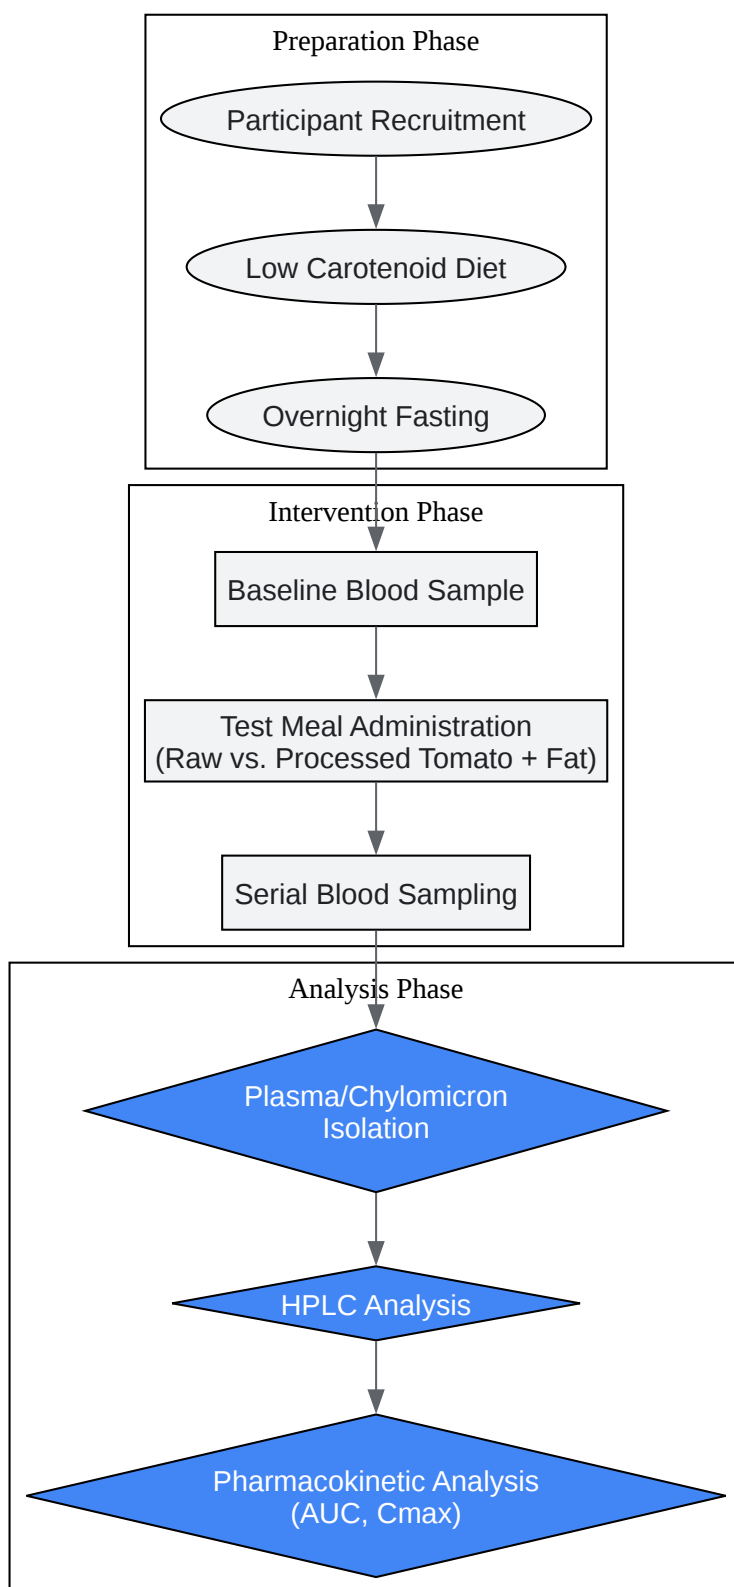 Preparation Phase
Participant Recruitment
Low Carotenoid Diet
Overnight Fasting
Intervention Phase
Baseline Blood Sample
Test Meal Administration
(Raw vs. Processed Tomato + Fat)
Serial Blood Sampling
Analysis Phase
Plasma/Chylomicron
Isolation
HPLC Analysis
Pharmacokinetic Analysis
(AUC, Cmax)